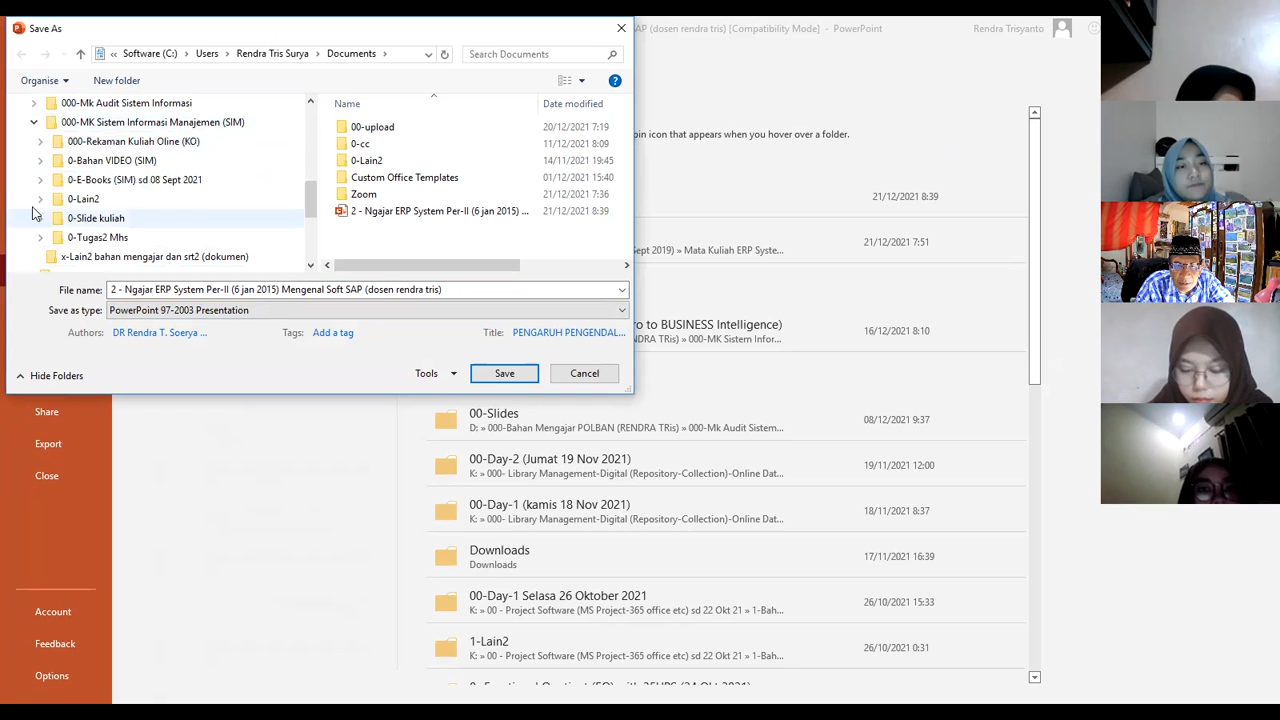 Save As
AP (dosen rendra tris) [Compatibility Mode] - PowerPoint
Rendra Trisyanto
« Software (C:) › Users › Rendra Tris Surya › Documents ›
Search Documents
Organise
New folder
?
000-Mk Audit Sistem Informasi
000-MK Sistem Informasi Manajemen (SIM)
000-Rekaman Kuliah Oline (KO)
0-Bahan VIDEO (SIM)
0-E-Books (SIM) sd 08 Sept 2021
0-Lain2
0-Slide kuliah
0-Tugas2 Mhs
x-Lain2 bahan mengajar dan srt2 (dokumen)
Name Date modified
00-upload 20/12/2021 7:19
0-cc 11/12/2021 8:09
0-Lain2 14/11/2021 19:45
Custom Office Templates 01/12/2021 15:40
Zoom 21/12/2021 7:36
2 - Ngajar ERP System Per-II (6 jan 2015) ... 21/12/2021 8:39
File name: 2 - Ngajar ERP System Per-II (6 jan 2015) Mengenal Soft SAP (dosen rendra tris)
Save as type: PowerPoint 97-2003 Presentation
Authors: DR Rendra T. Soerya ... Tags: Add a tag Title: PENGARUH PENGENDAL...
Hide Folders
Tools
Save
Cancel
pin icon that appears when you hover over a folder.
21/12/2021 8:39
21/12/2021 7:51
ept 2019) » Mata Kuliah ERP Syste...
o to BUSINESS Intelligence)
RENDRA TRis) » 000-MK Sistem Infor...
16/12/2021 8:10
Share
Export
Close
Account
Feedback
Options
00-Slides
D: » 000-Bahan Mengajar POLBAN (RENDRA TRis) » 000-Mk Audit Sistem...
08/12/2021 9:37
00-Day-2 (Jumat 19 Nov 2021)
K: » 000- Library Management-Digital (Repository-Collection)-Online Dat...
19/11/2021 12:00
00-Day-1 (kamis 18 Nov 2021)
K: » 000- Library Management-Digital (Repository-Collection)-Online Dat...
18/11/2021 8:37
Downloads
Downloads
17/11/2021 16:39
00-Day-1 Selasa 26 Oktober 2021
K: » 00 - Project Software (MS Project-365 office etc) sd 22 Okt 21 » 1-Bah...
26/10/2021 15:33
1-Lain2
K: » 00 - Project Software (MS Project-365 office etc) sd 22 Okt 21 » 1-Bah...
26/10/2021 0:31